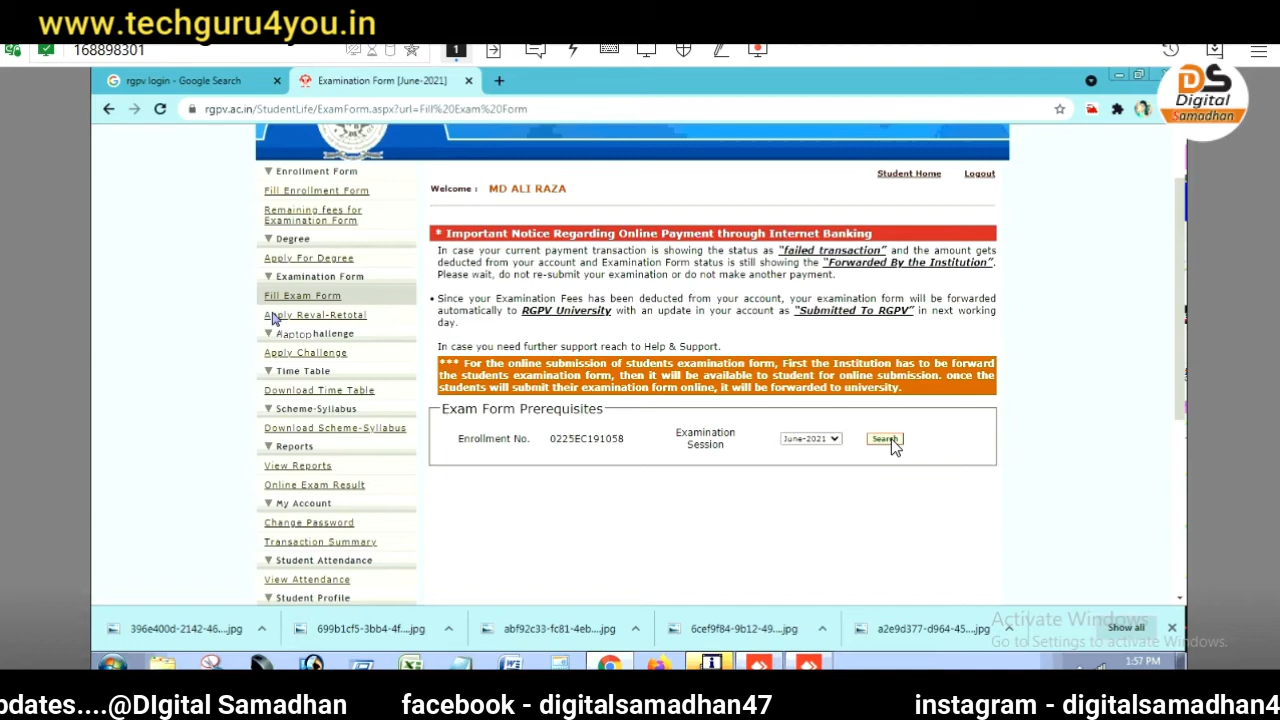 www.techguru4you.in
168898301
1
DS
Digital
Samadhan
rgpv login - Google Search
Examination Form [June-2021]
rgpv.ac.in/StudentLife/ExamForm.aspx?url=Fill%20Exam%20Form
Student Home Logout
Welcome : MD ALI RAZA
Enrollment Form
Fill Enrollment Form
Remaining fees for
Examination Form
Degree
Apply For Degree
Examination Form
Fill Exam Form
Apply Reval-Retotal
Laptop
hallenge
Apply Challenge
Time Table
Download Time Table
Scheme-Syllabus
Download Scheme-Syllabus
Reports
View Reports
Online Exam Result
My Account
Change Password
Transaction Summary
Student Attendance
View Attendance
Student Profile
* Important Notice Regarding Online Payment through Internet Banking
In case your current payment transaction is showing the status as "failed transaction" and the amount gets
deducted from your account and Examination Form status is still showing the "Forwarded By the Institution".
Please wait, do not re-submit your examination or do not make another payment.
• Since your Examination Fees has been deducted from your account, your examination form will be forwarded
automatically to RGPV University with an update in your account as "Submitted To RGPV" in next working
day.
In case you need further support reach to Help & Support.
*** For the online submission of students examination form, First the Institution has to be forward
the students examination form, then it will be available to student for online submission. once the
students will submit their examination form online, it will be forwarded to university.
Exam Form Prerequisites
Enrollment No. 0225EC191058 Examination
Session June-2021 Search
396e400d-2142-46....jpg 699b1cf5-3bb4-4f....jpg abf92c33-fc81-4eb....jpg 6cef9f84-9b12-49....jpg a2e9d377-d964-45....jpg Show all
Activate Windows
Go to Settings to activate Windows.
1:57 PM
pdates....@DIgital Samadhan facebook - digitalsamadhan47 instagram - digitalsamadhan4